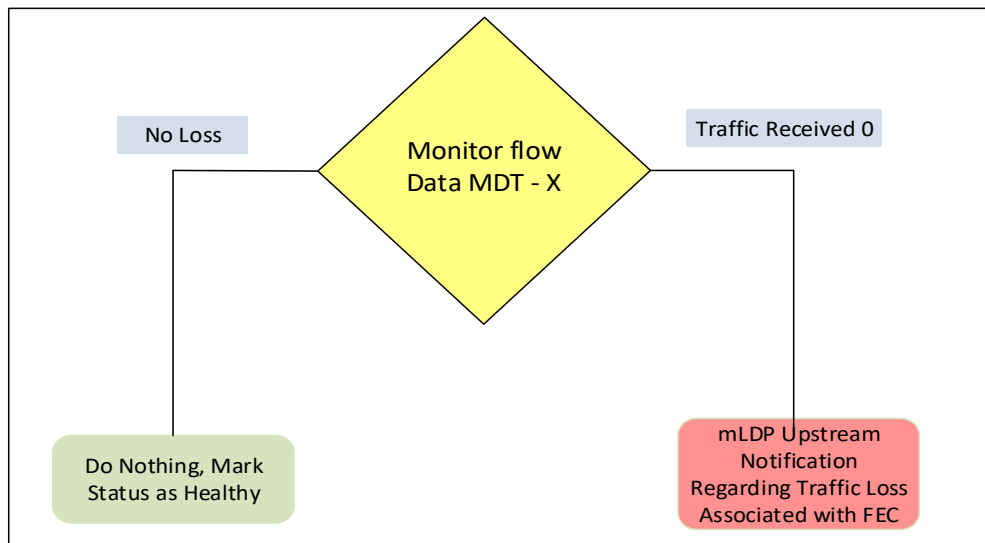 No Loss
Traffic Received 0
Monitor flow
Data MDT - X
Do Nothing, Mark
Status as Healthy
mLDP Upstream
Notification
Regarding Traffic Loss
Associated with FEC